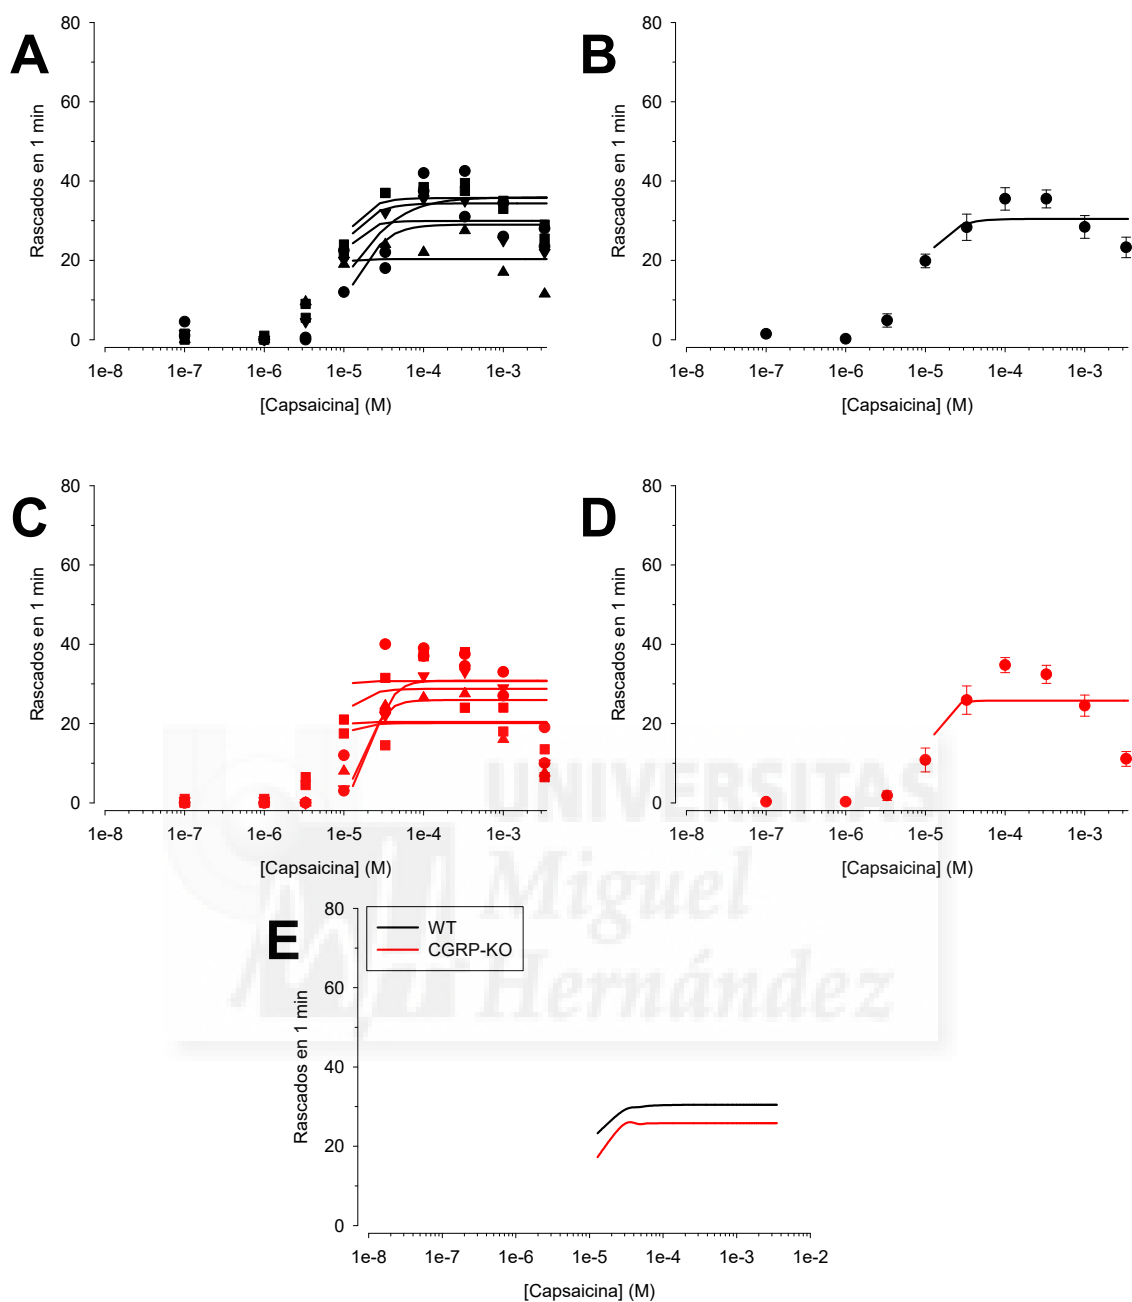 A
80
60
40
20
0
Rascados en 1 min
1e-8 1e-7 1e-6 1e-5 1e-4 1e-3
[Capsaicina] (M)
B
80
60
40
20
0
Rascados en 1 min
1e-8 1e-7 1e-6 1e-5 1e-4 1e-3
[Capsaicina] (M)
C
80
60
40
20
0
Rascados en 1 min
1e-8 1e-7 1e-6 1e-5 1e-4 1e-3
[Capsaicina] (M)
D
80
60
40
20
0
Rascados en 1 min
1e-8 1e-7 1e-6 1e-5 1e-4 1e-3
[Capsaicina] (M)
UNIVERSITAS
Miguel
Hernández
E
WT
CGRP-KO
80
60
40
20
0
Rascados en 1 min
1e-8 1e-7 1e-6 1e-5 1e-4 1e-3 1e-2
[Capsaicina] (M)